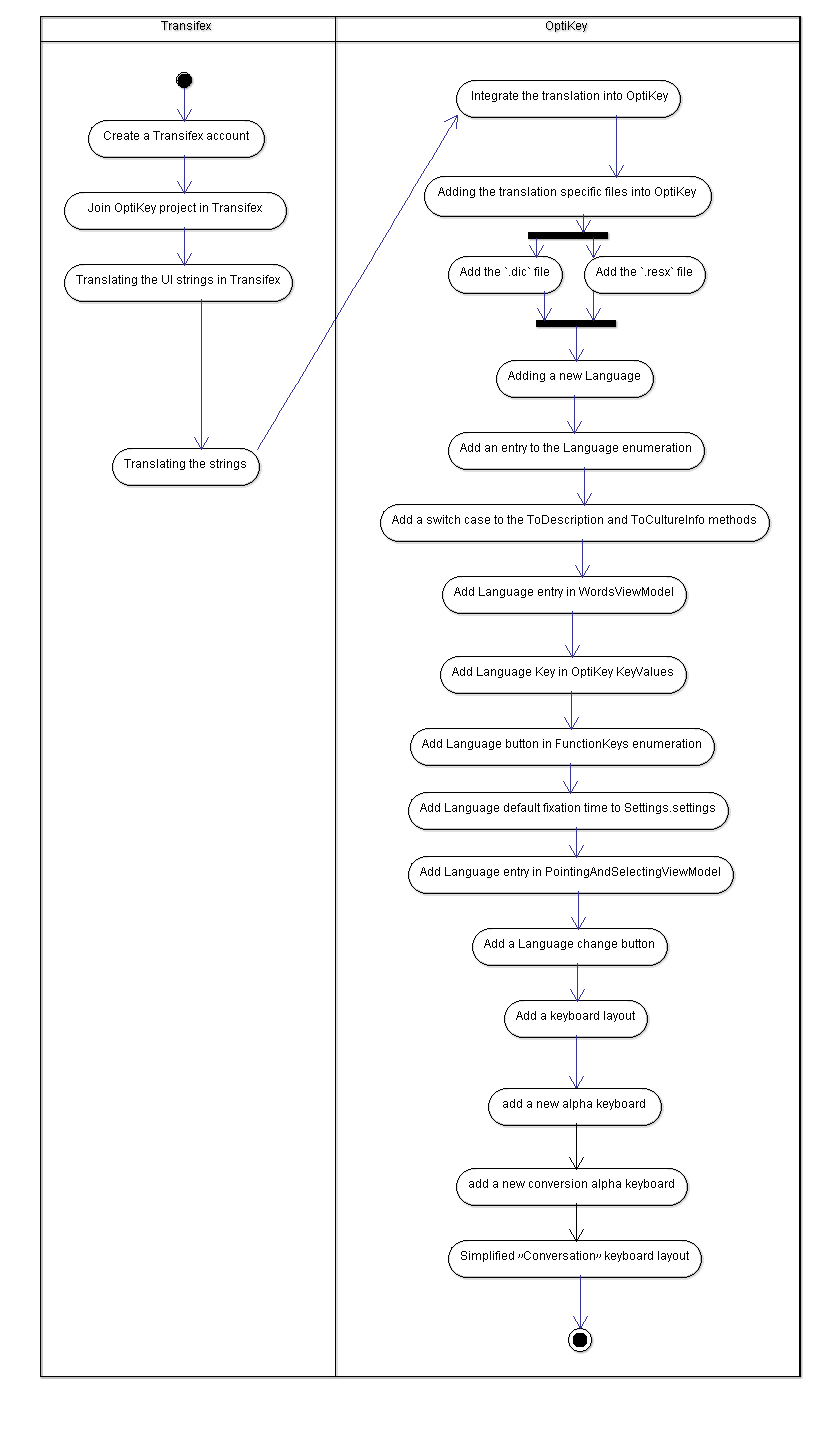 Transifex
OptiKey
Create a Transifex account
Join OptiKey project in Transifex
Translating the UI strings in Transifex
Translating the strings
Integrate the translation into OptiKey
Adding the translation specific files into OptiKey
Add the `.dic` file
Add the `.resx` file
Adding a new Language
Add an entry to the Language enumeration
Add a switch case to the ToDescription and ToCultureInfo methods
Add Language entry in WordsViewModel
Add Language Key in OptiKey KeyValues
Add Language button in FunctionKeys enumeration
Add Language default fixation time to Settings.settings
Add Language entry in PointingAndSelectingViewModel
Add a Language change button
Add a keyboard layout
add a new alpha keyboard
add a new conversion alpha keyboard
Simplified "Conversation" keyboard layout